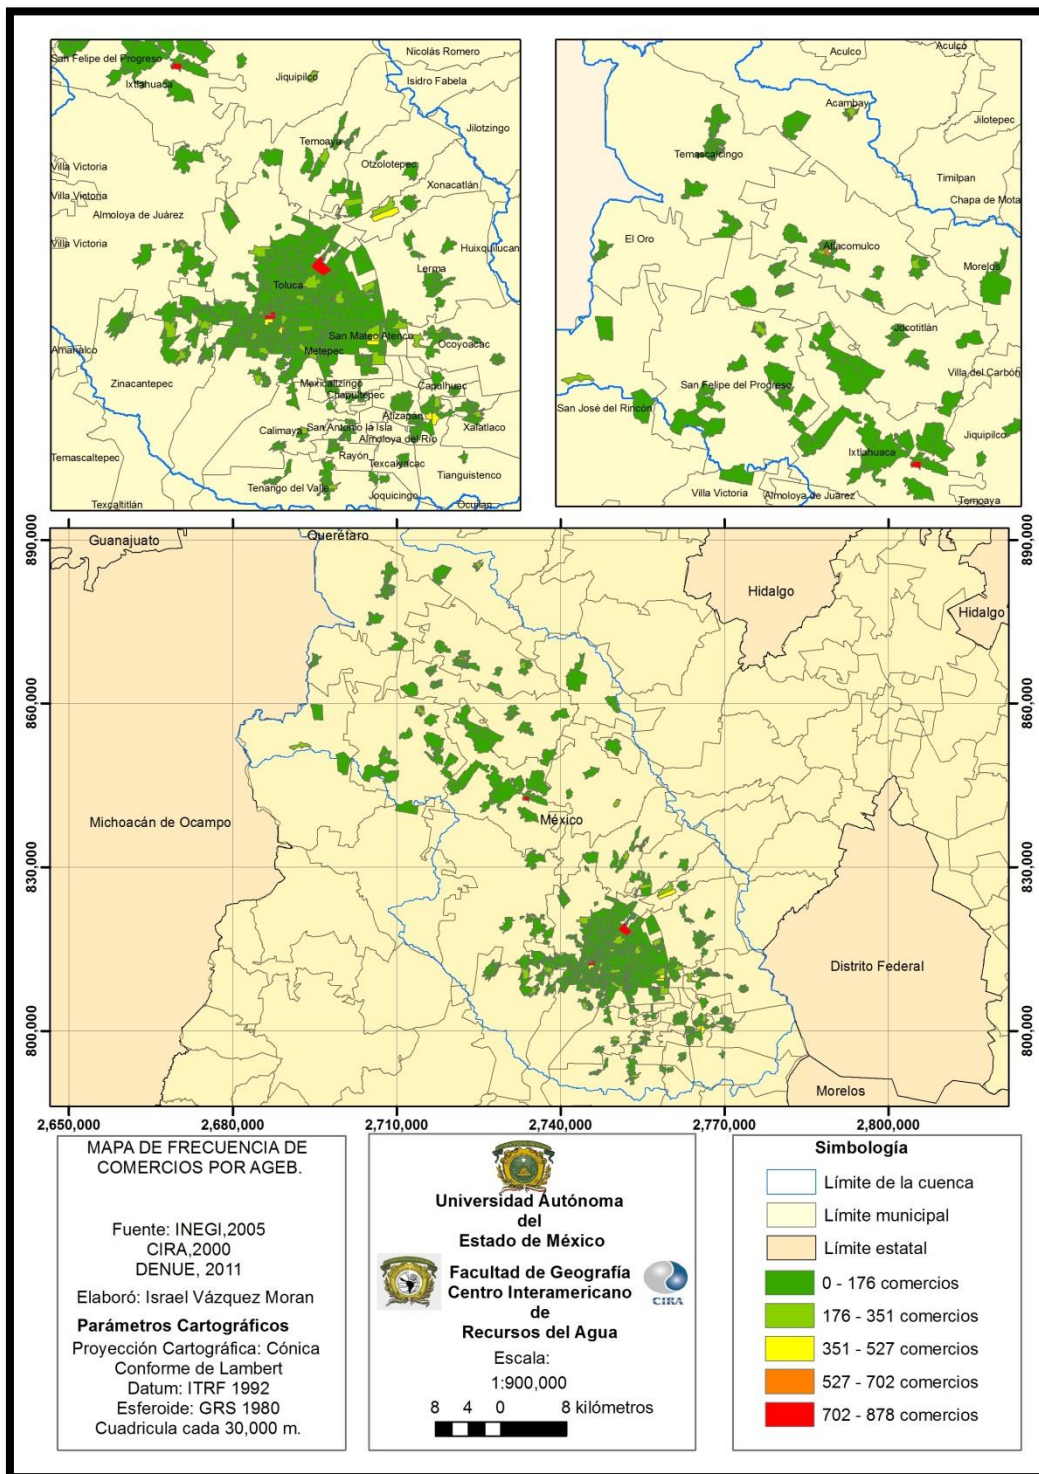 San Felipe del Progreso
Ixtlahuaca
Jiquipilco
Nicolás Romero
Isidro Fabela
Jilotzingo
Temoaya
Otzolotepec
Villa Victoria
Villa Victoria
Xonacatlán
Almoloya de Juárez
Villa Victoria
Huixquilucan
Lerma
Toluca
San Mateo Atenco
Amanalco
Metepec
Ocoyoacac
Zinacantepec
Mexicaltzingo
Chapultepec
Capulhuac
Atizapán
Calimaya
San Antonio la Isla
Xalatlaco
Almoloya del Río
Temascaltepec
Rayón
Texcalyacac
Tianguistenco
Tenango del Valle
Joquicingo
Texcaltitlán
Ocuilan
Aculco
Aculco
Acambay
Jilotepec
Temascalcingo
Timilpan
Chapa de Mota
El Oro
Atlacomulco
Morelos
Jocotitlán
San Felipe del Progreso
Villa del Carbón
San José del Rincón
Jiquipilco
Ixtlahuaca
Villa Victoria
Almoloya de Juárez
Temoaya
Guanajuato
Querétaro
Hidalgo
Hidalgo
Michoacán de Ocampo
México
Distrito Federal
Morelos
890,000
860,000
830,000
800,000
890,000
860,000
830,000
800,000
2,650,000
2,680,000
2,710,000
2,740,000
2,770,000
2,800,000
MAPA DE FRECUENCIA DE
COMERCIOS POR AGEB.
Fuente: INEGI,2005
CIRA,2000
DENUE, 2011
Elaboró: Israel Vázquez Moran
Parámetros Cartográficos
Proyección Cartográfica: Cónica
Conforme de Lambert
Datum: ITRF 1992
Esferoide: GRS 1980
Cuadricula cada 30,000 m.
Universidad Autónoma
del
Estado de México
Facultad de Geografía
Centro Interamericano
de
Recursos del Agua
CIRA
Escala:
1:900,000
8 4 0 8 kilómetros
Simbología
Límite de la cuenca
Límite municipal
Límite estatal
0 - 176 comercios
176 - 351 comercios
351 - 527 comercios
527 - 702 comercios
702 - 878 comercios